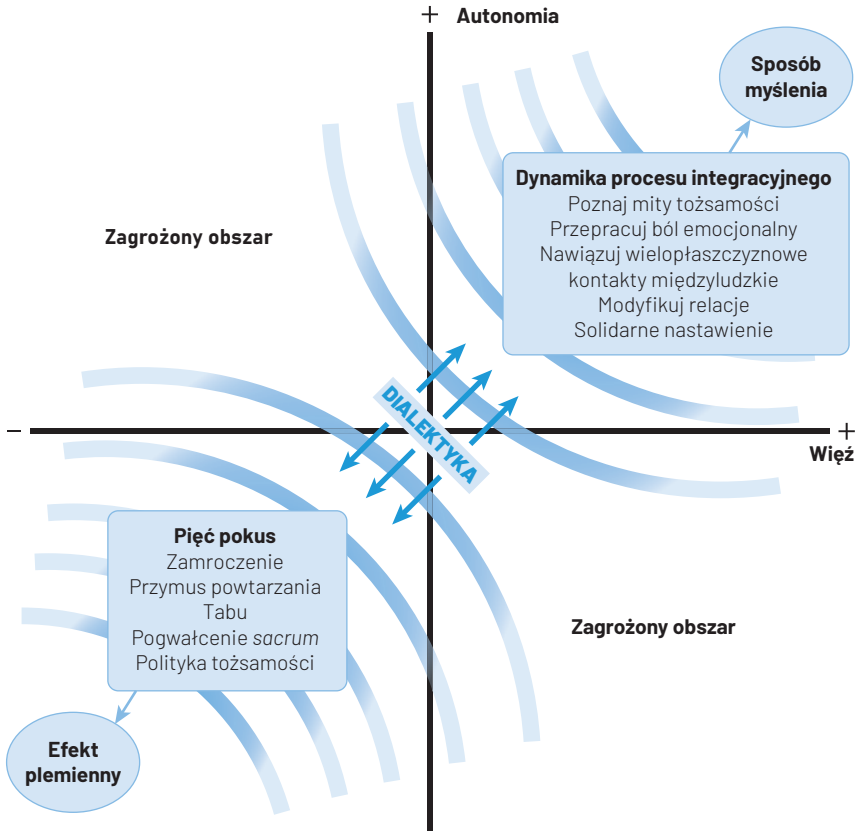 + Autonomia
Sposób
myślenia
Dynamika procesu integracyjnego
Poznaj mity tożsamości
Przepracuj ból emocjonalny
Nawiązuj wielopłaszczyznowe
kontakty międzyludzkie
Modyfikuj relacje
Solidarne nastawienie
Zagrożony obszar
DIALEKTYKA
–
+
Więź
Pięć pokus
Zamroczenie
Przymus powtarzania
Tabu
Pogwałcenie sacrum
Polityka tożsamości
Zagrożony obszar
Efekt
plemienny